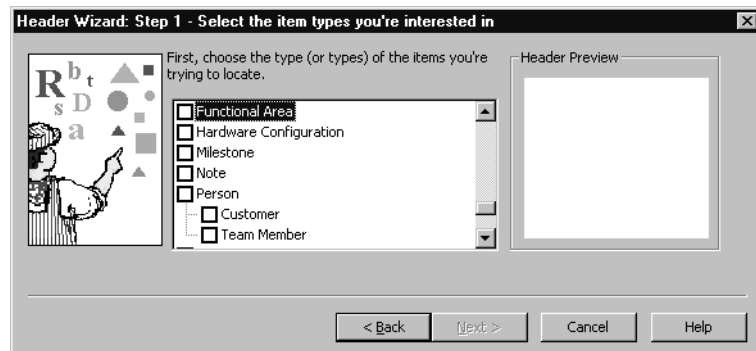 Header Wizard: Step 1 - Select the item types you're interested in
R b t s D a
First, choose the type (or types) of the items you're
trying to locate.
Functional Area
Hardware Configuration
Milestone
Note
Person
Customer
Team Member
Header Preview
< Back
Next >
Cancel
Help